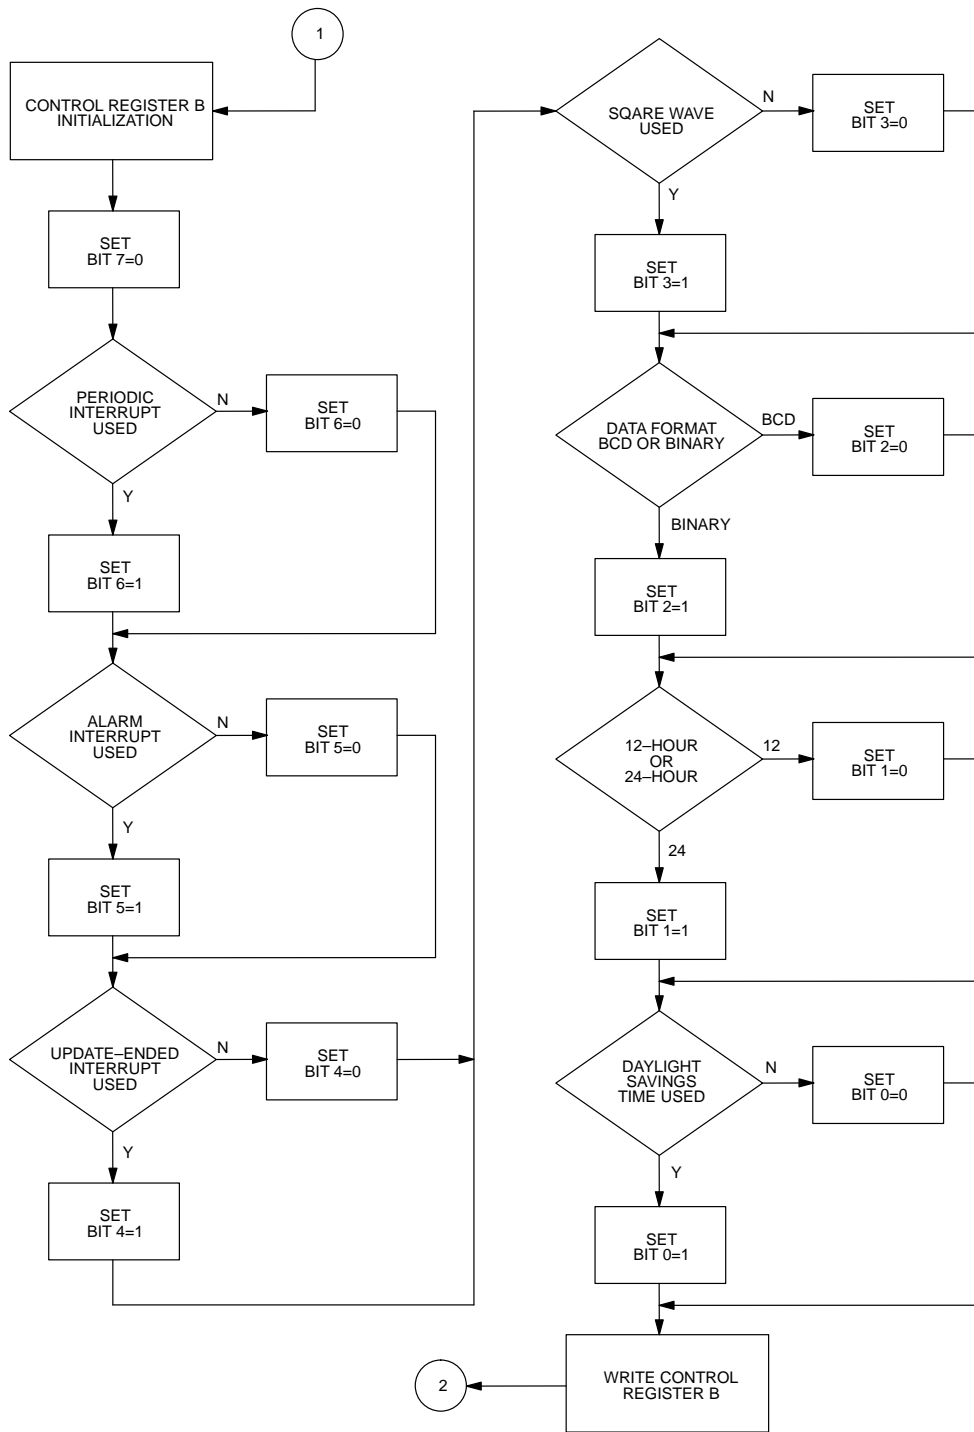 1
CONTROL REGISTER B
INITIALIZATION
SET
BIT 7=0
PERIODIC
INTERRUPT
USED
N
SET
BIT 6=0
Y
SET
BIT 6=1
ALARM
INTERRUPT
USED
N
SET
BIT 5=0
Y
SET
BIT 5=1
UPDATE–ENDED
INTERRUPT
USED
N
SET
BIT 4=0
Y
SET
BIT 4=1
SQARE WAVE
USED
N
SET
BIT 3=0
Y
SET
BIT 3=1
DATA FORMAT
BCD OR BINARY
BCD
SET
BIT 2=0
BINARY
SET
BIT 2=1
12–HOUR
OR
24–HOUR
12
SET
BIT 1=0
24
SET
BIT 1=1
DAYLIGHT
SAVINGS
TIME USED
N
SET
BIT 0=0
Y
SET
BIT 0=1
WRITE CONTROL
REGISTER B
2